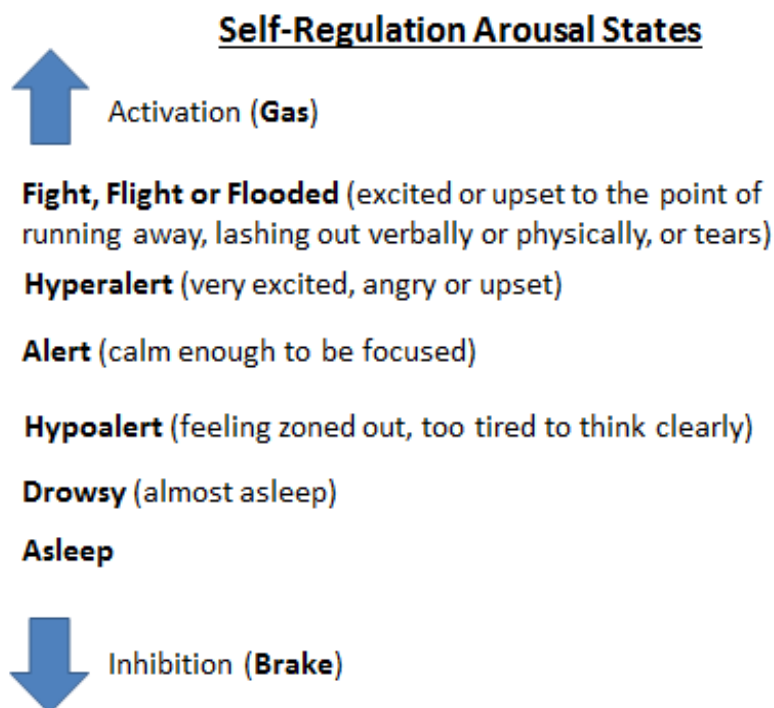 Self-Regulation Arousal States
Activation (Gas)
Fight, Flight or Flooded (excited or upset to the point of
running away, lashing out verbally or physically, or tears)
Hyperalert (very excited, angry or upset)
Alert (calm enough to be focused)
Hypoalert (feeling zoned out, too tired to think clearly)
Drowsy (almost asleep)
Asleep
Inhibition (Brake)